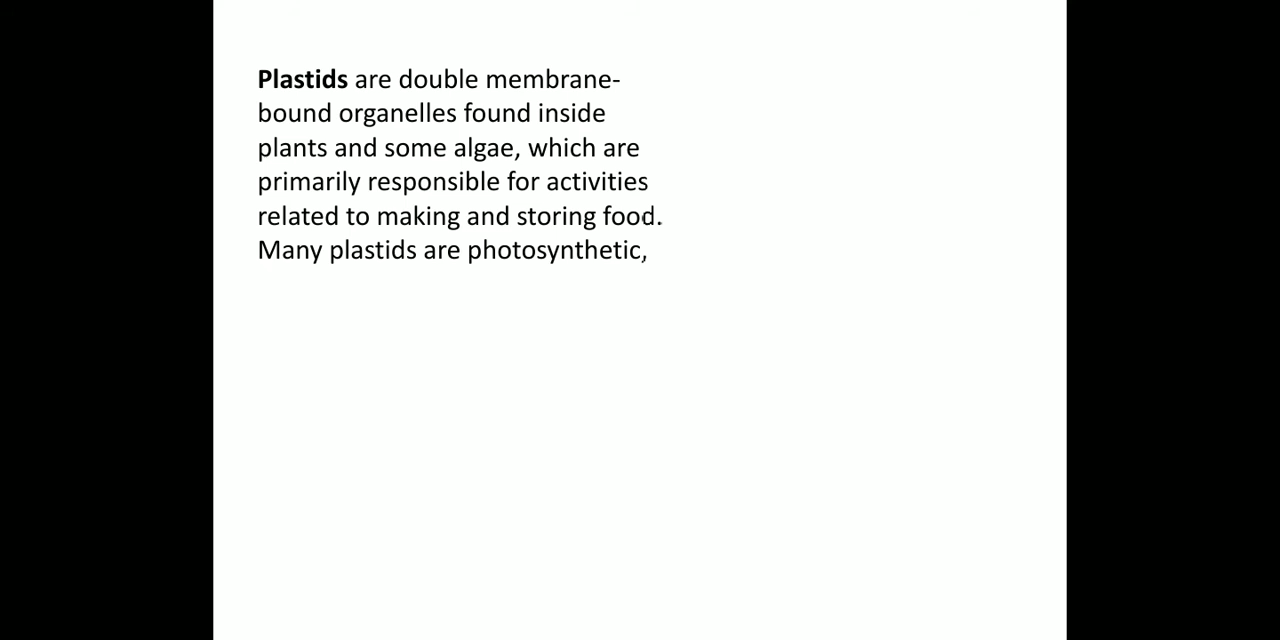 Plastids are double membrane-
bound organelles found inside
plants and some algae, which are
primarily responsible for activities
related to making and storing food.
Many plastids are photosynthetic,